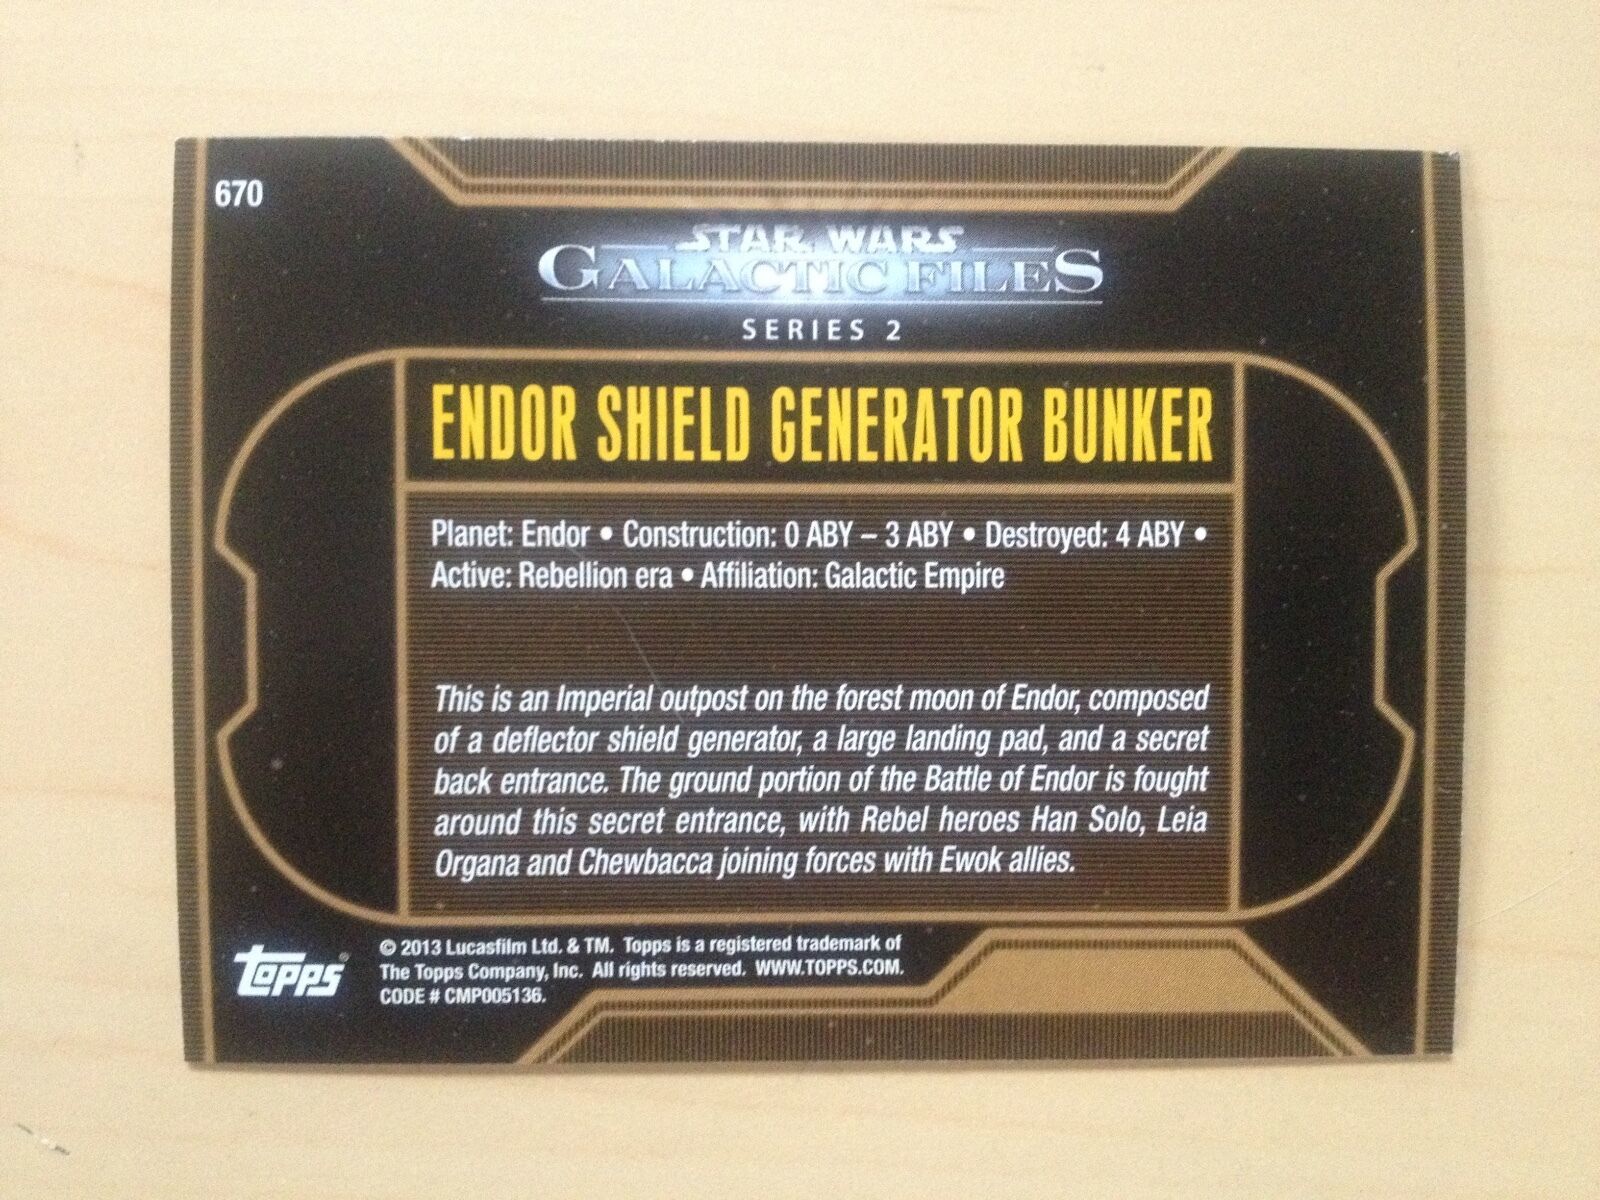 670
STAR WARS
GALACTIC FILES
SERIES 2
ENDOR SHIELD GENERATOR BUNKER
Planet: Endor • Construction: 0 ABY – 3 ABY • Destroyed: 4 ABY •
Active: Rebellion era • Affiliation: Galactic Empire
This is an Imperial outpost on the forest moon of Endor, composed
of a deflector shield generator, a large landing pad, and a secret
back entrance. The ground portion of the Battle of Endor is fought
around this secret entrance, with Rebel heroes Han Solo, Leia
Organa and Chewbacca joining forces with Ewok allies.
topps®
© 2013 Lucasfilm Ltd. & TM. Topps is a registered trademark of
The Topps Company, Inc. All rights reserved. WWW.TOPPS.COM.
CODE # CMP005136.